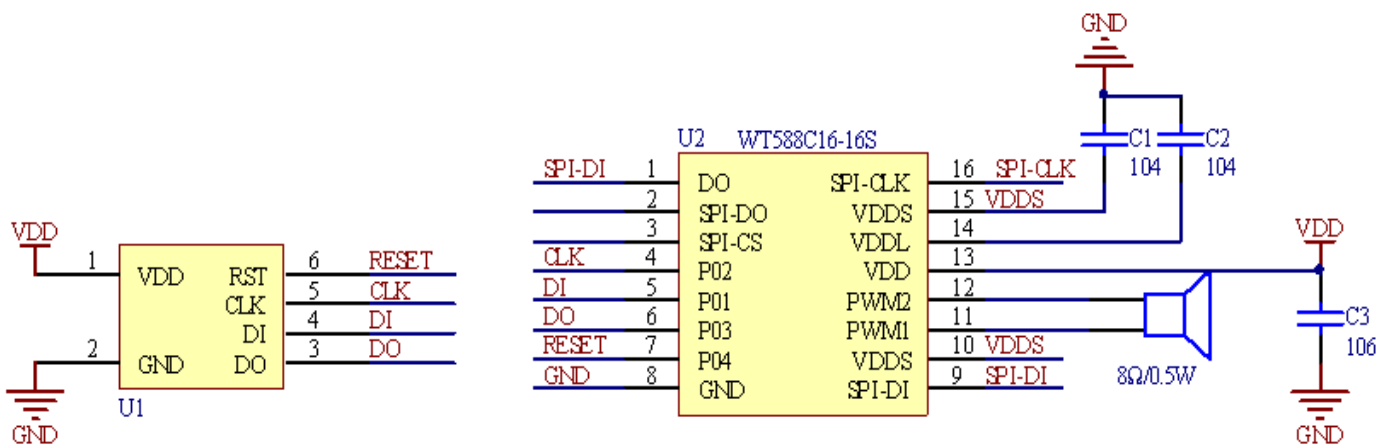 GND
U2 WT588C16-16S
C1 C2
104 104
SPI-DI 1 DO SPI-CLK 16 SPI-CLK
2 SPI-DO VDDS 15 VDDS
3 SPI-CS VDDL 14
CLK 4 P02 VDD 13 VDD
DI 5 P01 PWM2 12
DO 6 P03 PWM1 11
RESET 7 P04 VDDS 10 VDDS
GND 8 GND SPI-DI 9 SPI-DI
8Ω/0.5W
C3
106
GND
VDD
1 VDD RST 6 RESET
CLK 5 CLK
DI 4 DI
2 GND DO 3 DO
U1
GND